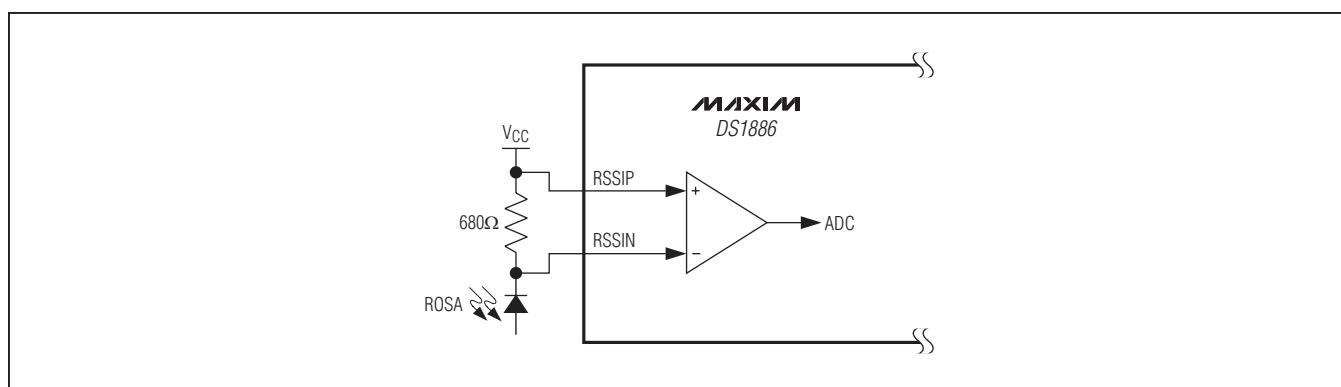 MAXIM
DS1886
VCC
RSSIP
+
680Ω
ADC
RSSIN
−
ROSA